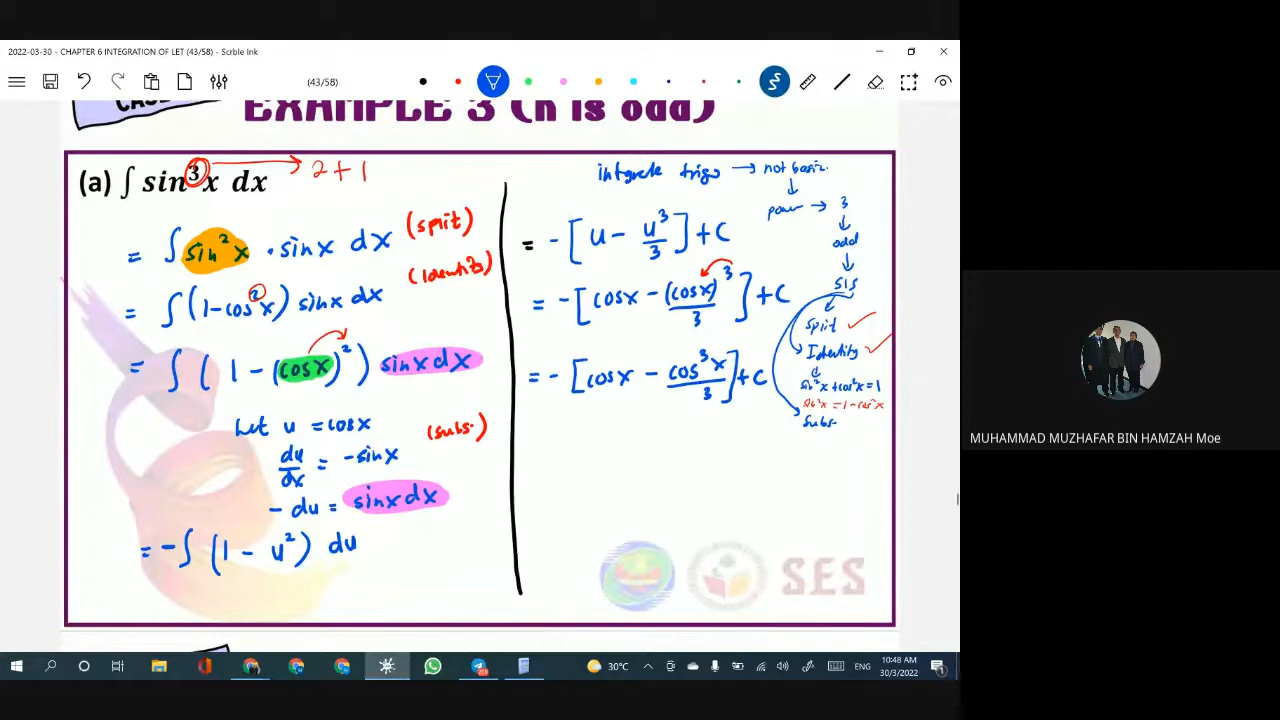 2022-03-30 - CHAPTER 6 INTEGRATION OF LET (43/58) - Scrble Ink
(43/58)
CASE
EXAMPLE 3 (n is odd)
(a) ∫ sin³x dx → 2 + 1
= ∫ sin²x · sinx dx (split)
(Identity)
= ∫ (1-cos²x) sinx dx
= ∫ (1 - (cosx)²) sinx dx
Let u = cosx
(subs.)
du/dx = -sinx
- du = sinx dx
= -∫ (1 - u²) du
integrate trigo → not basic.
power → 3
odd
SIS
split
Identity
sin²x + cos²x = 1
sin²x = 1 - cos²x
subs.
= -[u - u³/3] + C
= -[cosx - (cosx)³/3] + C
= -[cosx - cos³x/3] + C
SES
MUHAMMAD MUZHAFAR BIN HAMZAH Moe
30°C
ENG
10:48 AM
30/3/2022